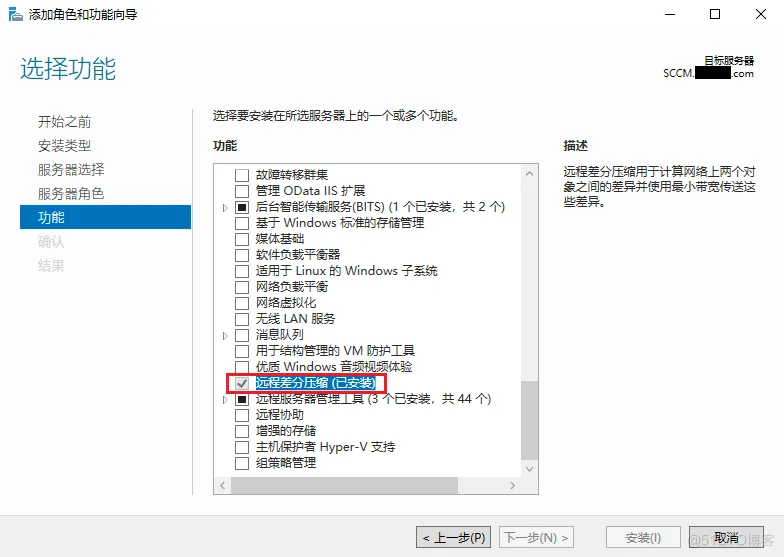 添加角色和功能向导
选择功能
目标服务器
SCCM. .com
开始之前
安装类型
服务器选择
服务器角色
功能
确认
结果
选择要安装在所选服务器上的一个或多个功能。
功能
故障转移群集
管理 OData IIS 扩展
后台智能传输服务(BITS) (1 个已安装，共 2 个)
基于 Windows 标准的存储管理
媒体基础
软件负载平衡器
适用于 Linux 的 Windows 子系统
网络负载平衡
网络虚拟化
无线 LAN 服务
消息队列
用于结构管理的 VM 防护工具
优质 Windows 音频视频体验
远程差分压缩 (已安装)
远程服务器管理工具 (3 个已安装，共 44 个)
远程协助
增强的存储
主机保护者 Hyper-V 支持
组策略管理
描述
远程差分压缩用于计算网络上两个对
象之间的差异并使用最小带宽传送这
些差异。
< 上一步(P)
下一步(N) >
安装(I)
取消
@51CTO博客